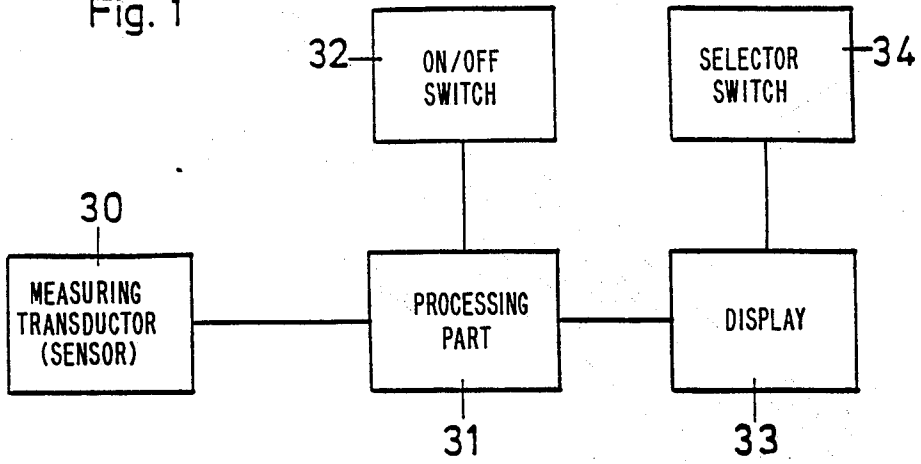 Fig. 1
32
ON/OFF
SWITCH
SELECTOR
SWITCH
34
30
MEASURING
TRANSDUCTOR
(SENSOR)
PROCESSING
PART
DISPLAY
31
33